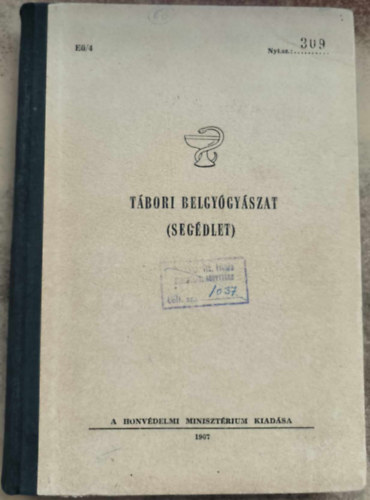 Eü/4
Nyt.sz.: 309
TÁBORI BELGYÓGYÁSZAT
(SEGÉDLET)
1057
A HONVÉDELMI MINISZTÉRIUM KIADÁSA
1967